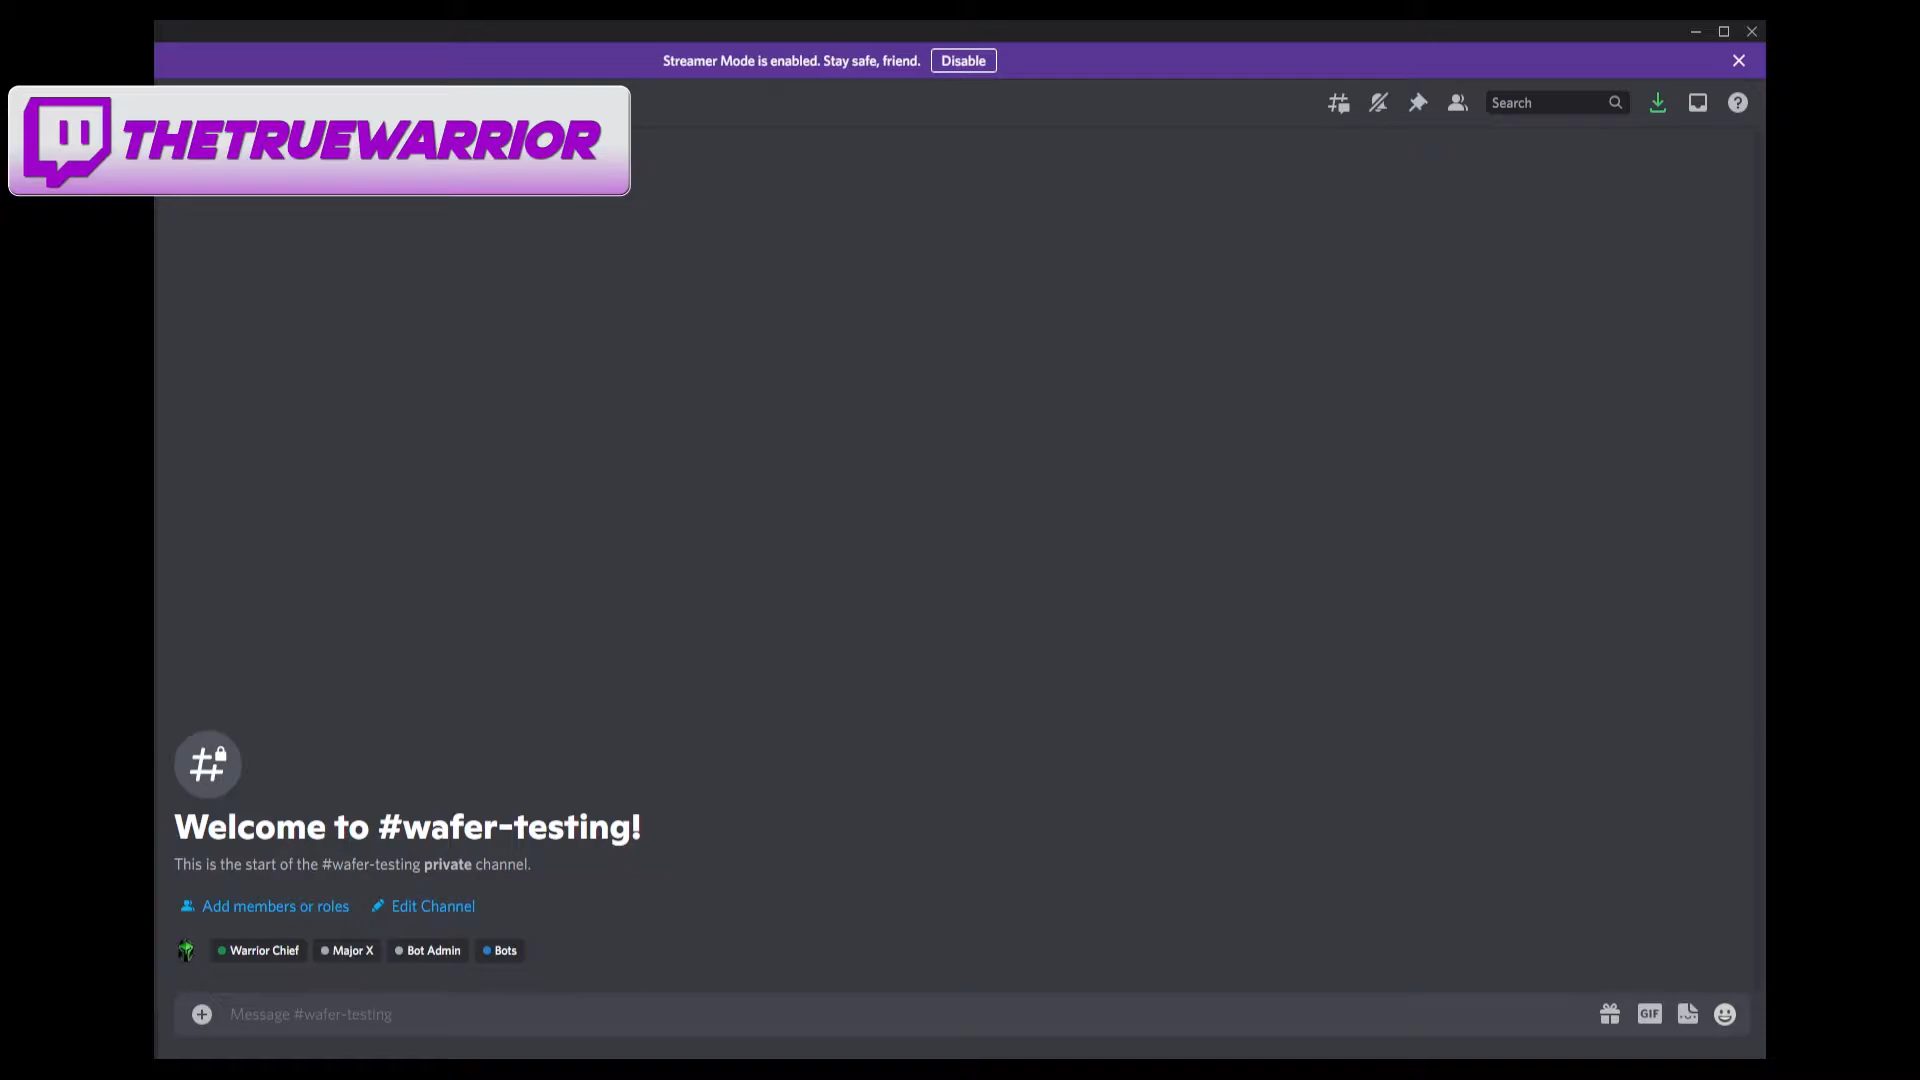 Streamer Mode is enabled. Stay safe, friend. Disable
THETRUEWARRIOR
Search
Welcome to #wafer-testing!
This is the start of the #wafer-testing private channel.
Add members or roles Edit Channel
Warrior Chief Major X Bot Admin Bots
Message #wafer-testing
GIF